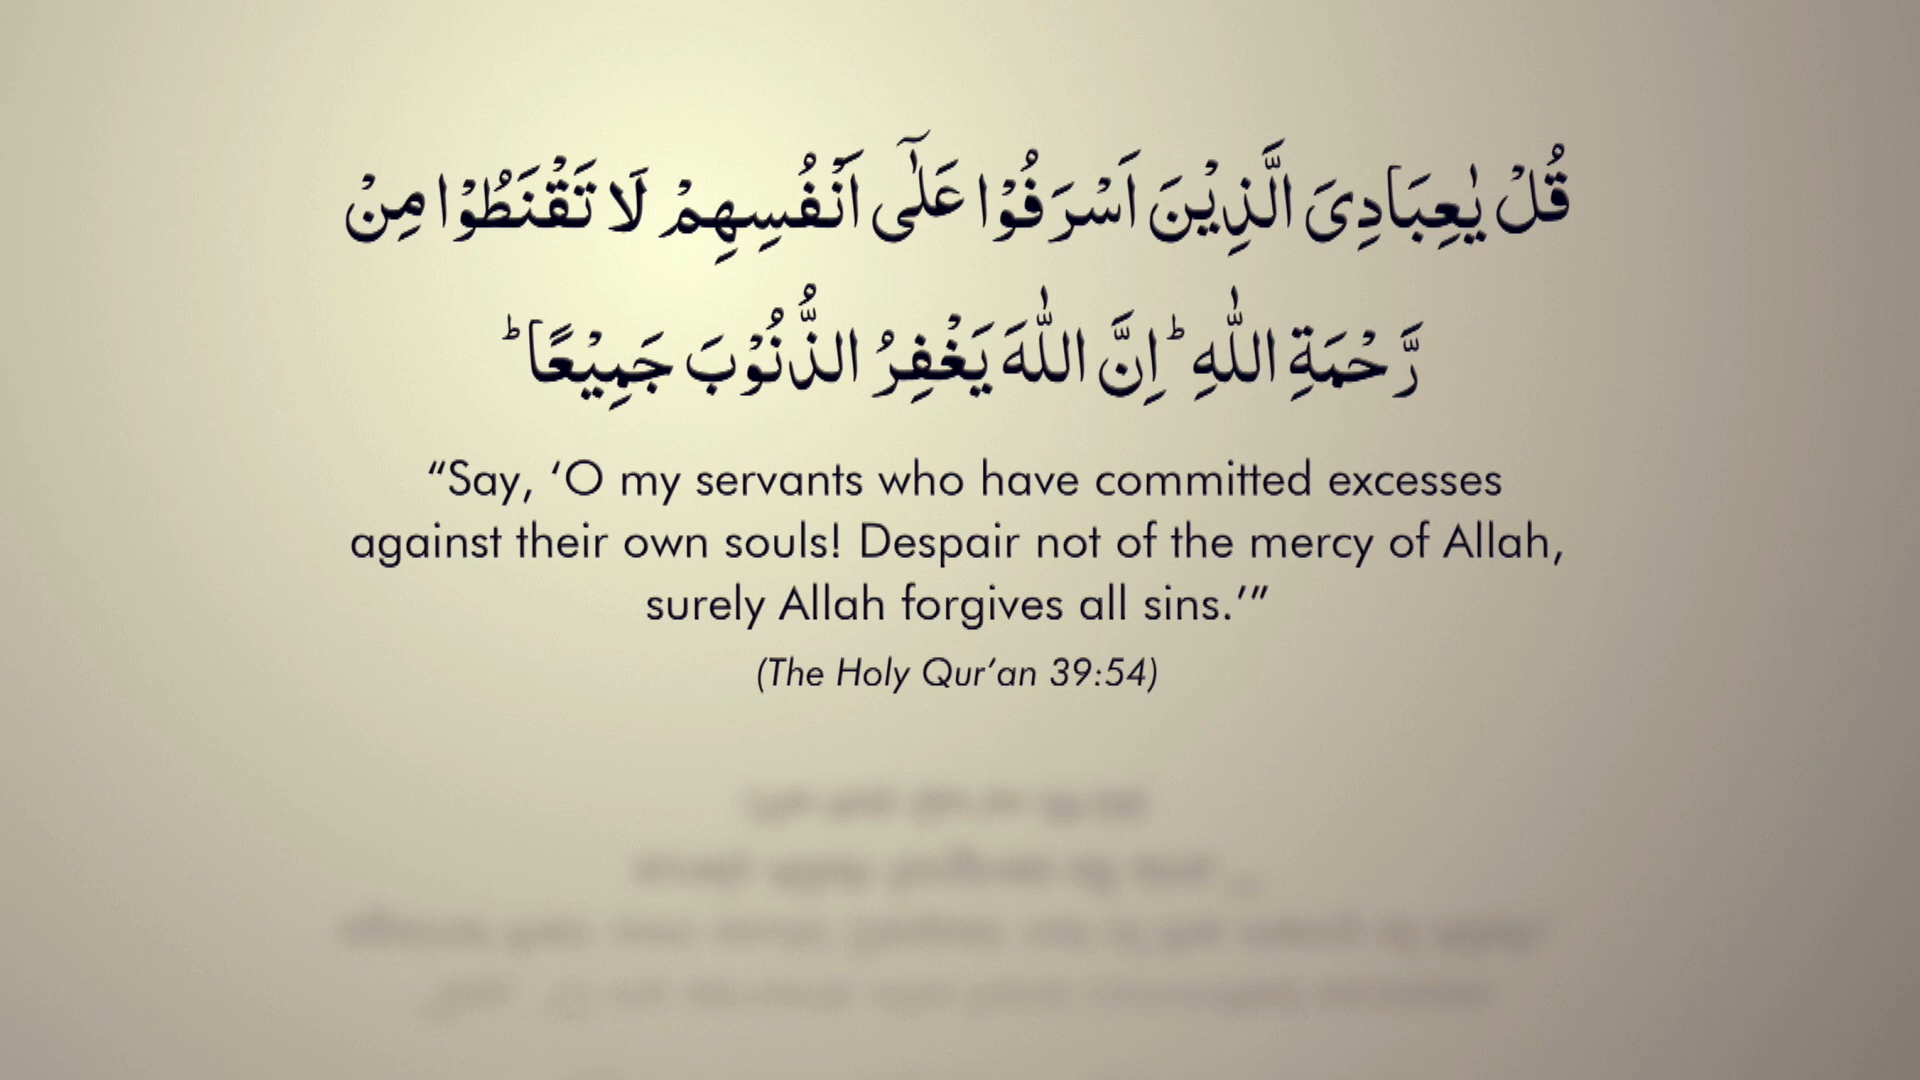 قُلْ يٰعِبَادِىَ الَّذِيْنَ اَسْرَفُوْا عَلٰٓى اَنْفُسِهِمْ لَا تَقْنَطُوْا مِنْ
رَّحْمَةِ اللّٰهِ ؕ اِنَّ اللّٰهَ يَغْفِرُ الذُّنُوْبَ جَمِيْعًا ؕ
“Say, ‘O my servants who have committed excesses
against their own souls! Despair not of the mercy of Allah,
surely Allah forgives all sins.’”
(The Holy Qur’an 39:54)